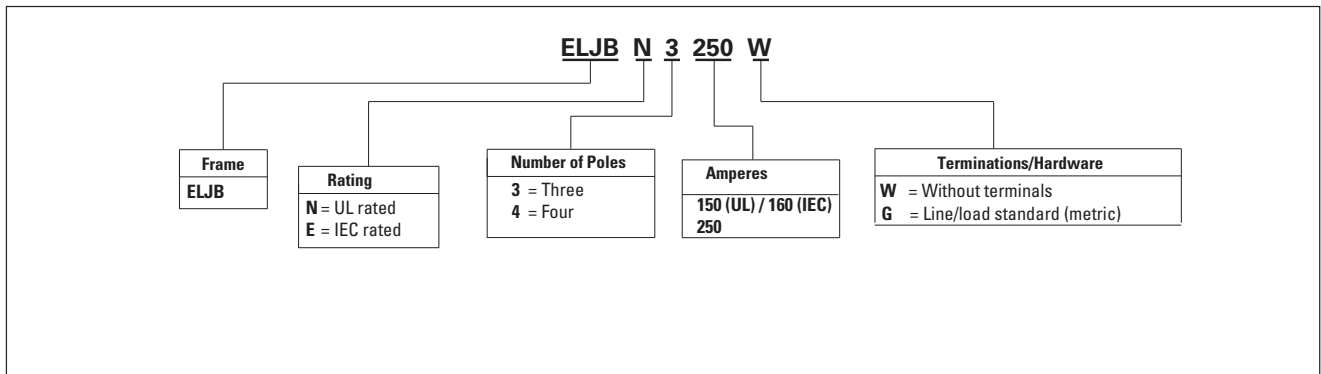 ELJB N 3 250 W
Frame
ELJB
Rating
N = UL rated
E = IEC rated
Number of Poles
3 = Three
4 = Four
Amperes
150 (UL) / 160 (IEC)
250
Terminations/Hardware
W = Without terminals
G = Line/load standard (metric)